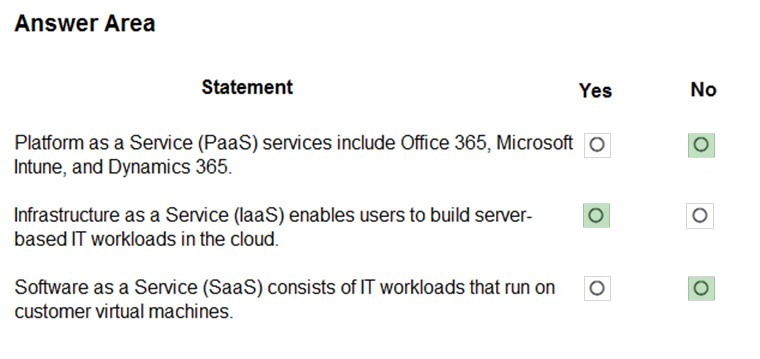 Answer Area
Statement Yes No
Platform as a Service (PaaS) services include Office 365, Microsoft
Intune, and Dynamics 365.
Infrastructure as a Service (IaaS) enables users to build server-
based IT workloads in the cloud.
Software as a Service (SaaS) consists of IT workloads that run on
customer virtual machines.